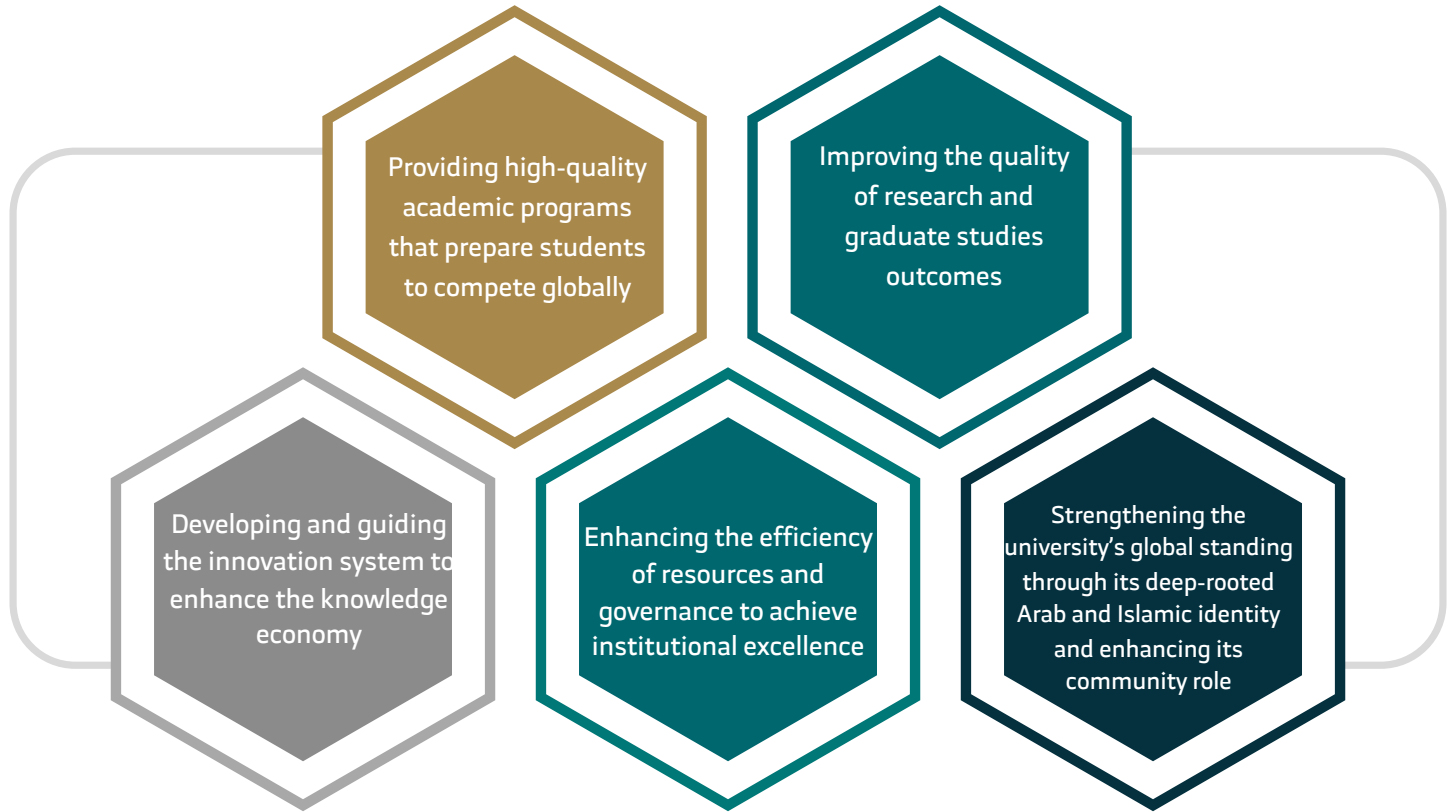 Providing high-quality
academic programs
that prepare students
to compete globally
Improving the quality
of research and
graduate studies
outcomes
Developing and guiding
the innovation system to
enhance the knowledge
economy
Enhancing the efficiency
of resources and
governance to achieve
institutional excellence
Strengthening the
university’s global standing
through its deep-rooted
Arab and Islamic identity
and enhancing its
community role